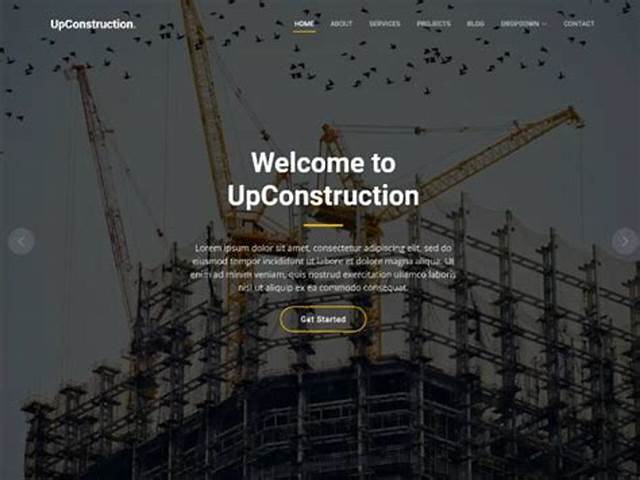 UpConstruction.
HOME ABOUT SERVICES PROJECTS BLOG DROPDOWN CONTACT
Welcome to
UpConstruction
Lorem ipsum dolor sit amet, consectetur adipiscing elit, sed do
eiusmod tempor incididunt ut labore et dolore magna aliqua. Ut
enim ad minim veniam, quis nostrud exercitation ullamco laboris
nisi ut aliquip ex ea commodo consequat.
Get Started